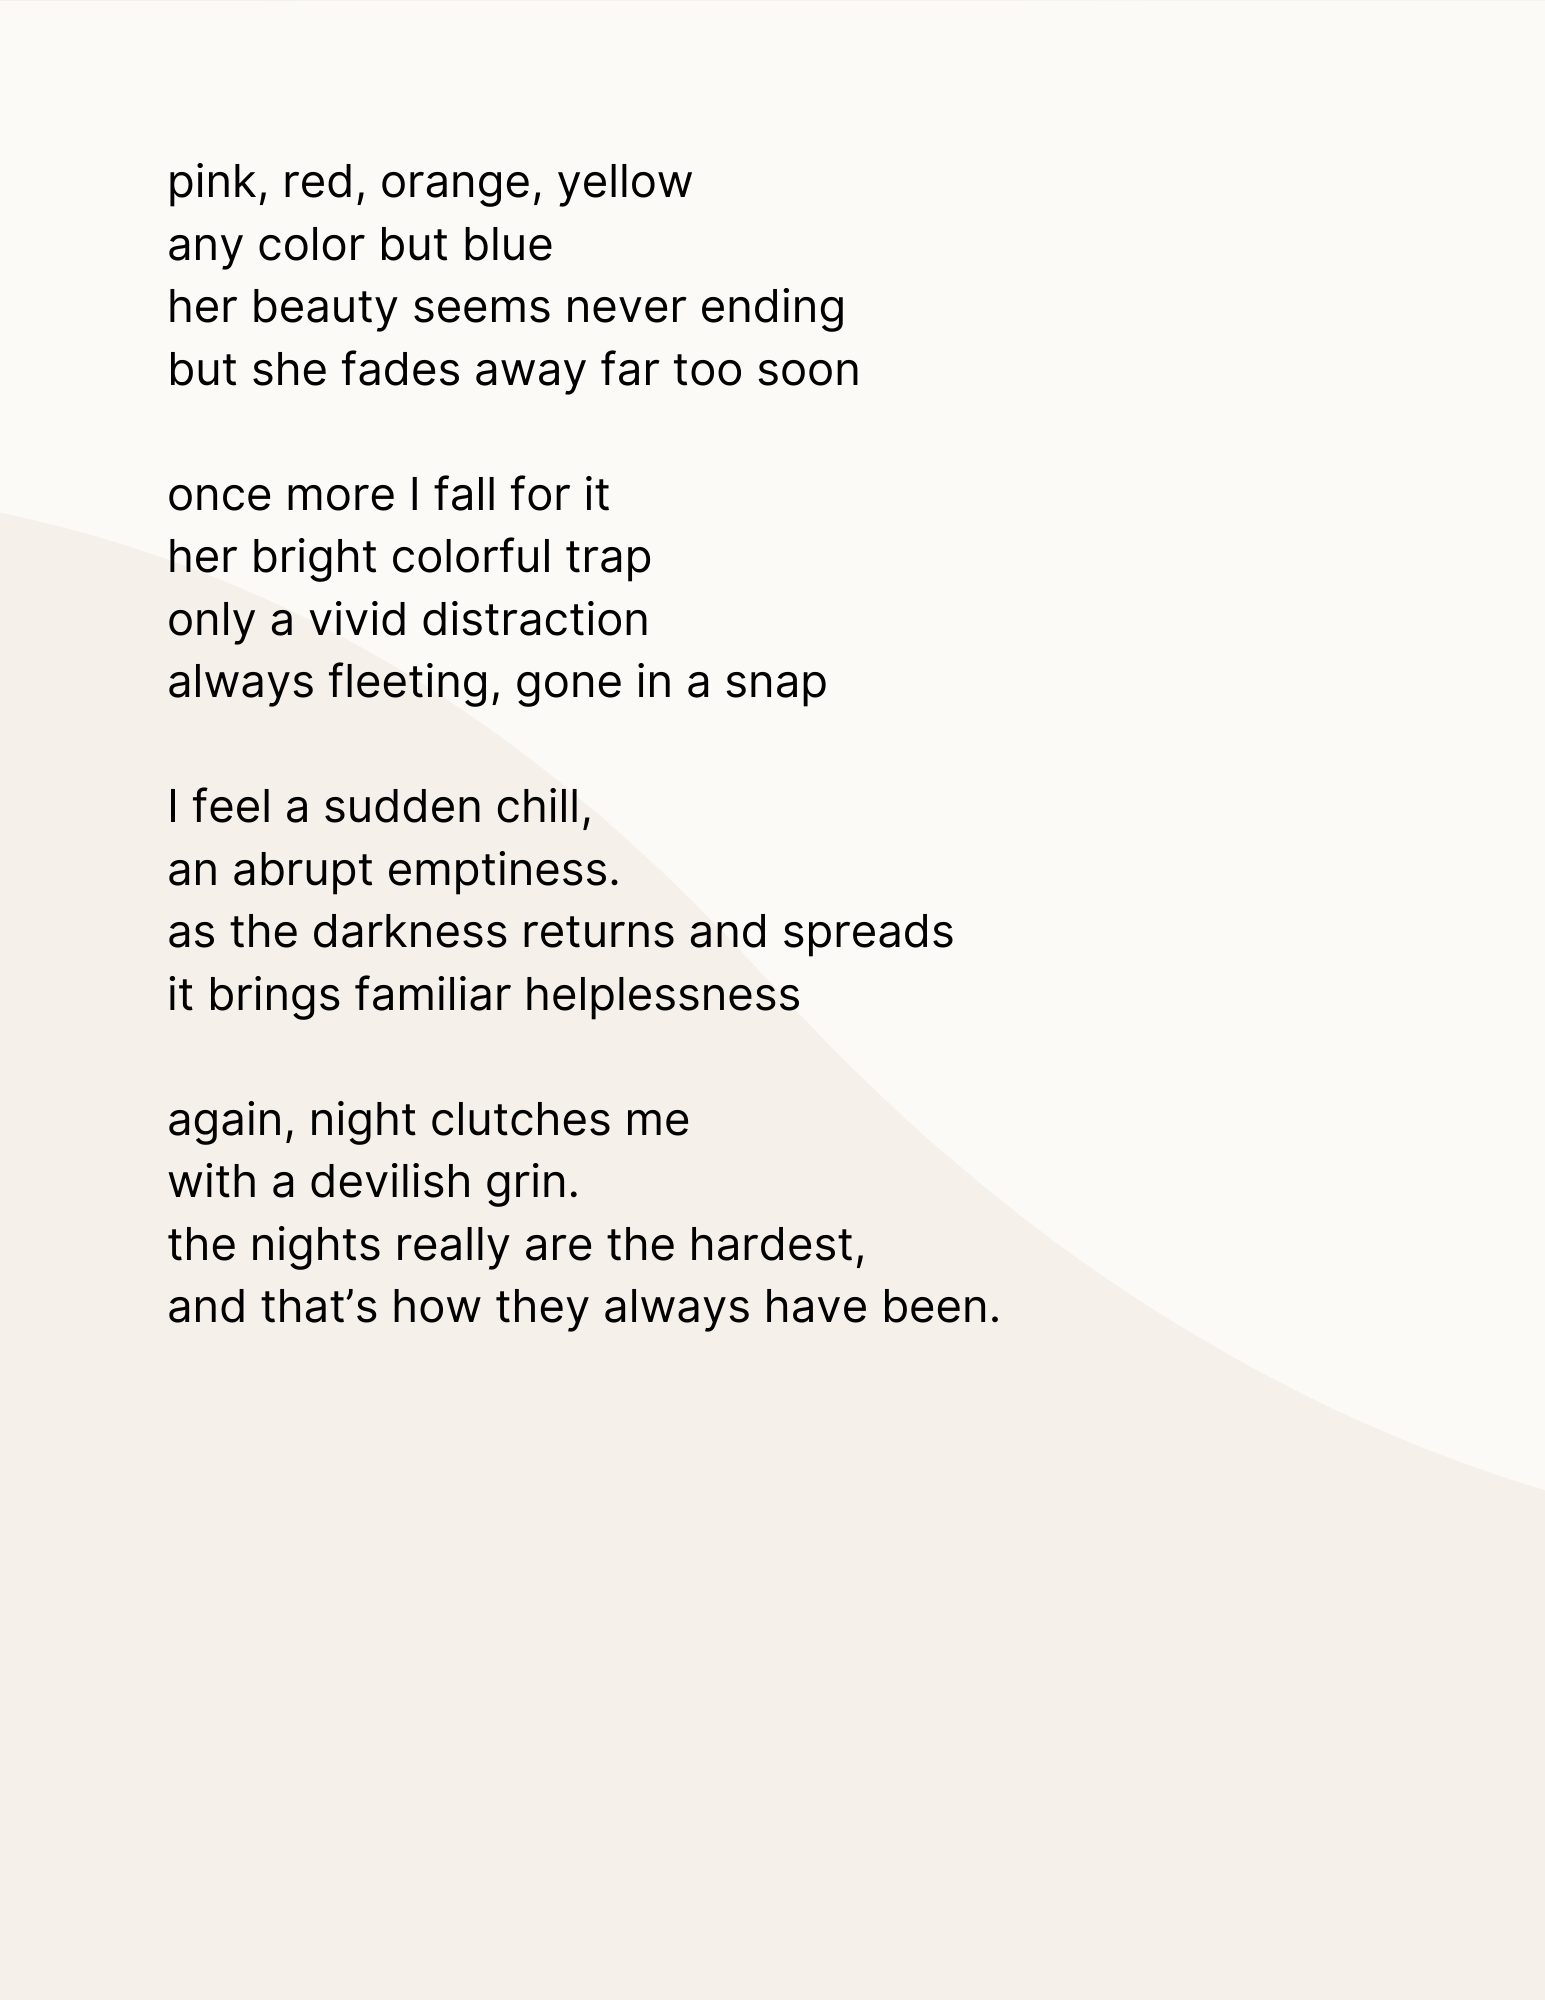 pink, red, orange, yellow
any color but blue
her beauty seems never ending
but she fades away far too soon
once more I fall for it
her bright colorful trap
only a vivid distraction
always fleeting, gone in a snap
I feel a sudden chill,
an abrupt emptiness.
as the darkness returns and spreads
it brings familiar helplessness
again, night clutches me
with a devilish grin.
the nights really are the hardest,
and that’s how they always have been.